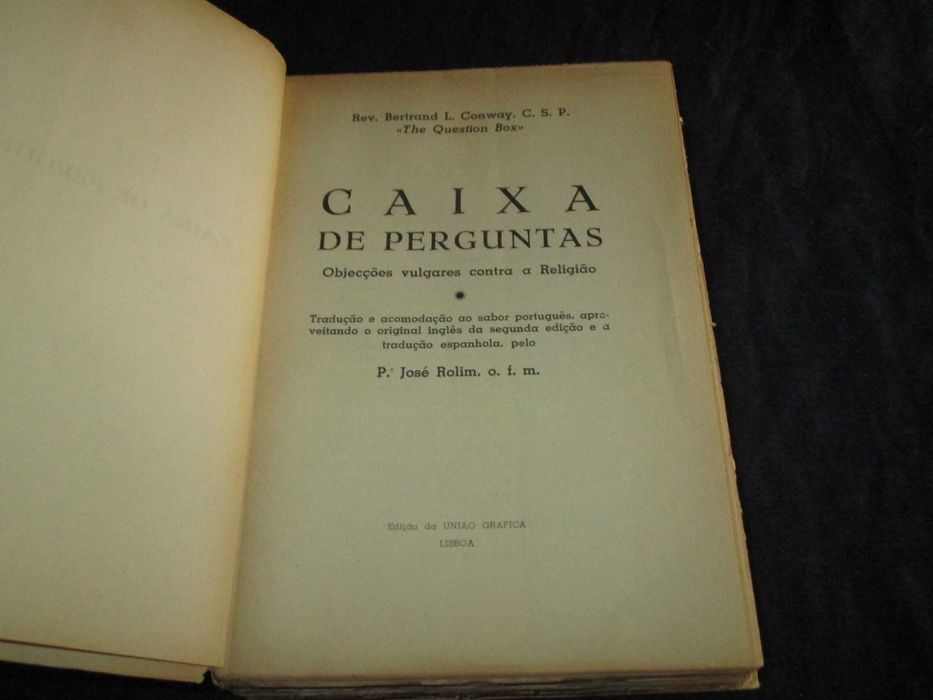 Rev. Bertrand L. Conway, C. S. P.
«The Question Box»
CAIXA
DE PERGUNTAS
Objecções vulgares contra a Religião
Tradução e acomodação ao sabor português, apro-
veitando o original inglês da segunda edição e a
tradução espanhola, pelo
P.e José Rolim, o. f. m.
Edição da UNIÃO GRAFICA
LISBOA